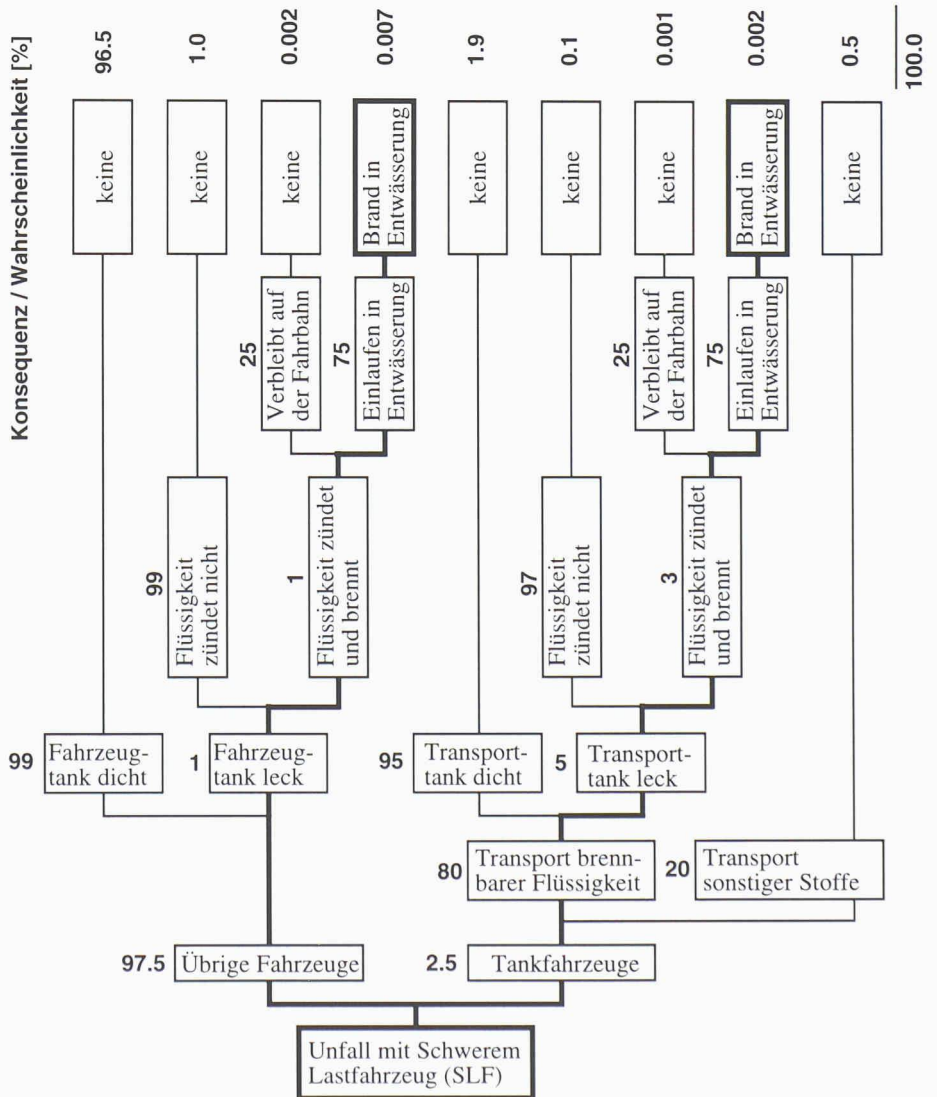 Konsequenz / Wahrscheinlichkeit [%]
96.5
1.0
0.002
0.007
1.9
0.1
0.001
0.002
0.5
100.0
keine
keine
keine
Brand in
Entwässerung
keine
keine
keine
Brand in
Entwässerung
keine
25
Verbleibt auf
der Fahrbahn
75
Einlaufen in
Entwässerung
25
Verbleibt auf
der Fahrbahn
75
Einlaufen in
Entwässerung
99
Flüssigkeit
zündet nicht
1
Flüssigkeit zündet
und brennt
97
Flüssigkeit
zündet nicht
3
Flüssigkeit zündet
und brennt
99
Fahrzeug-
tank dicht
1
Fahrzeug-
tank leck
95
Transport-
tank dicht
5
Transport-
tank leck
80
Transport brenn-
barer Flüssigkeit
20
Transport
sonstiger Stoffe
97.5
Übrige Fahrzeuge
2.5
Tankfahrzeuge
Unfall mit Schwerem
Lastfahrzeug (SLF)